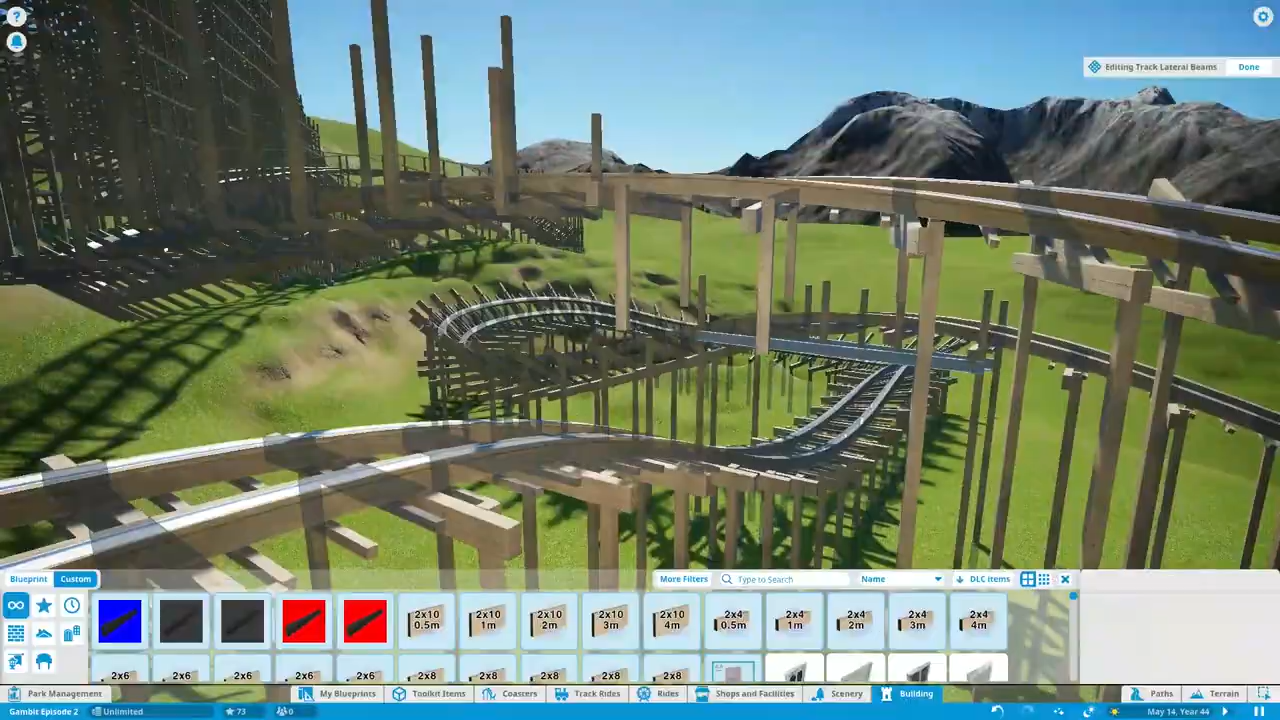 ?
Editing Track Lateral Beams Done
Blueprint Custom More Filters Type to Search Name DLC items
2x10 0.5m 2x10 1m 2x10 2m 2x10 3m 2x10 4m 2x4 0.5m 2x4 1m 2x4 2m 2x4 3m 2x4 4m
2x6 2x6 2x6 2x6 2x6 2x8 2x8 2x8 2x8 2x8
Park Management My Blueprints Toolkit Items Coasters Track Rides Rides Shops and Facilities Scenery Building Paths Terrain
Gambit Episode 2 Unlimited 73 0 May 14, Year 44